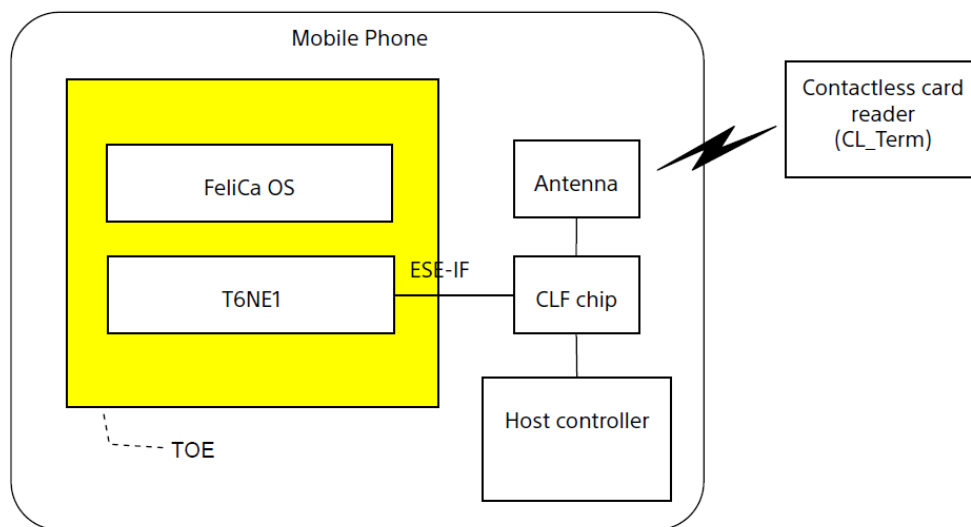 Mobile Phone
Contactless card
reader
(CL_Term)
FeliCa OS
Antenna
ESE-IF
T6NE1
CLF chip
Host controller
TOE